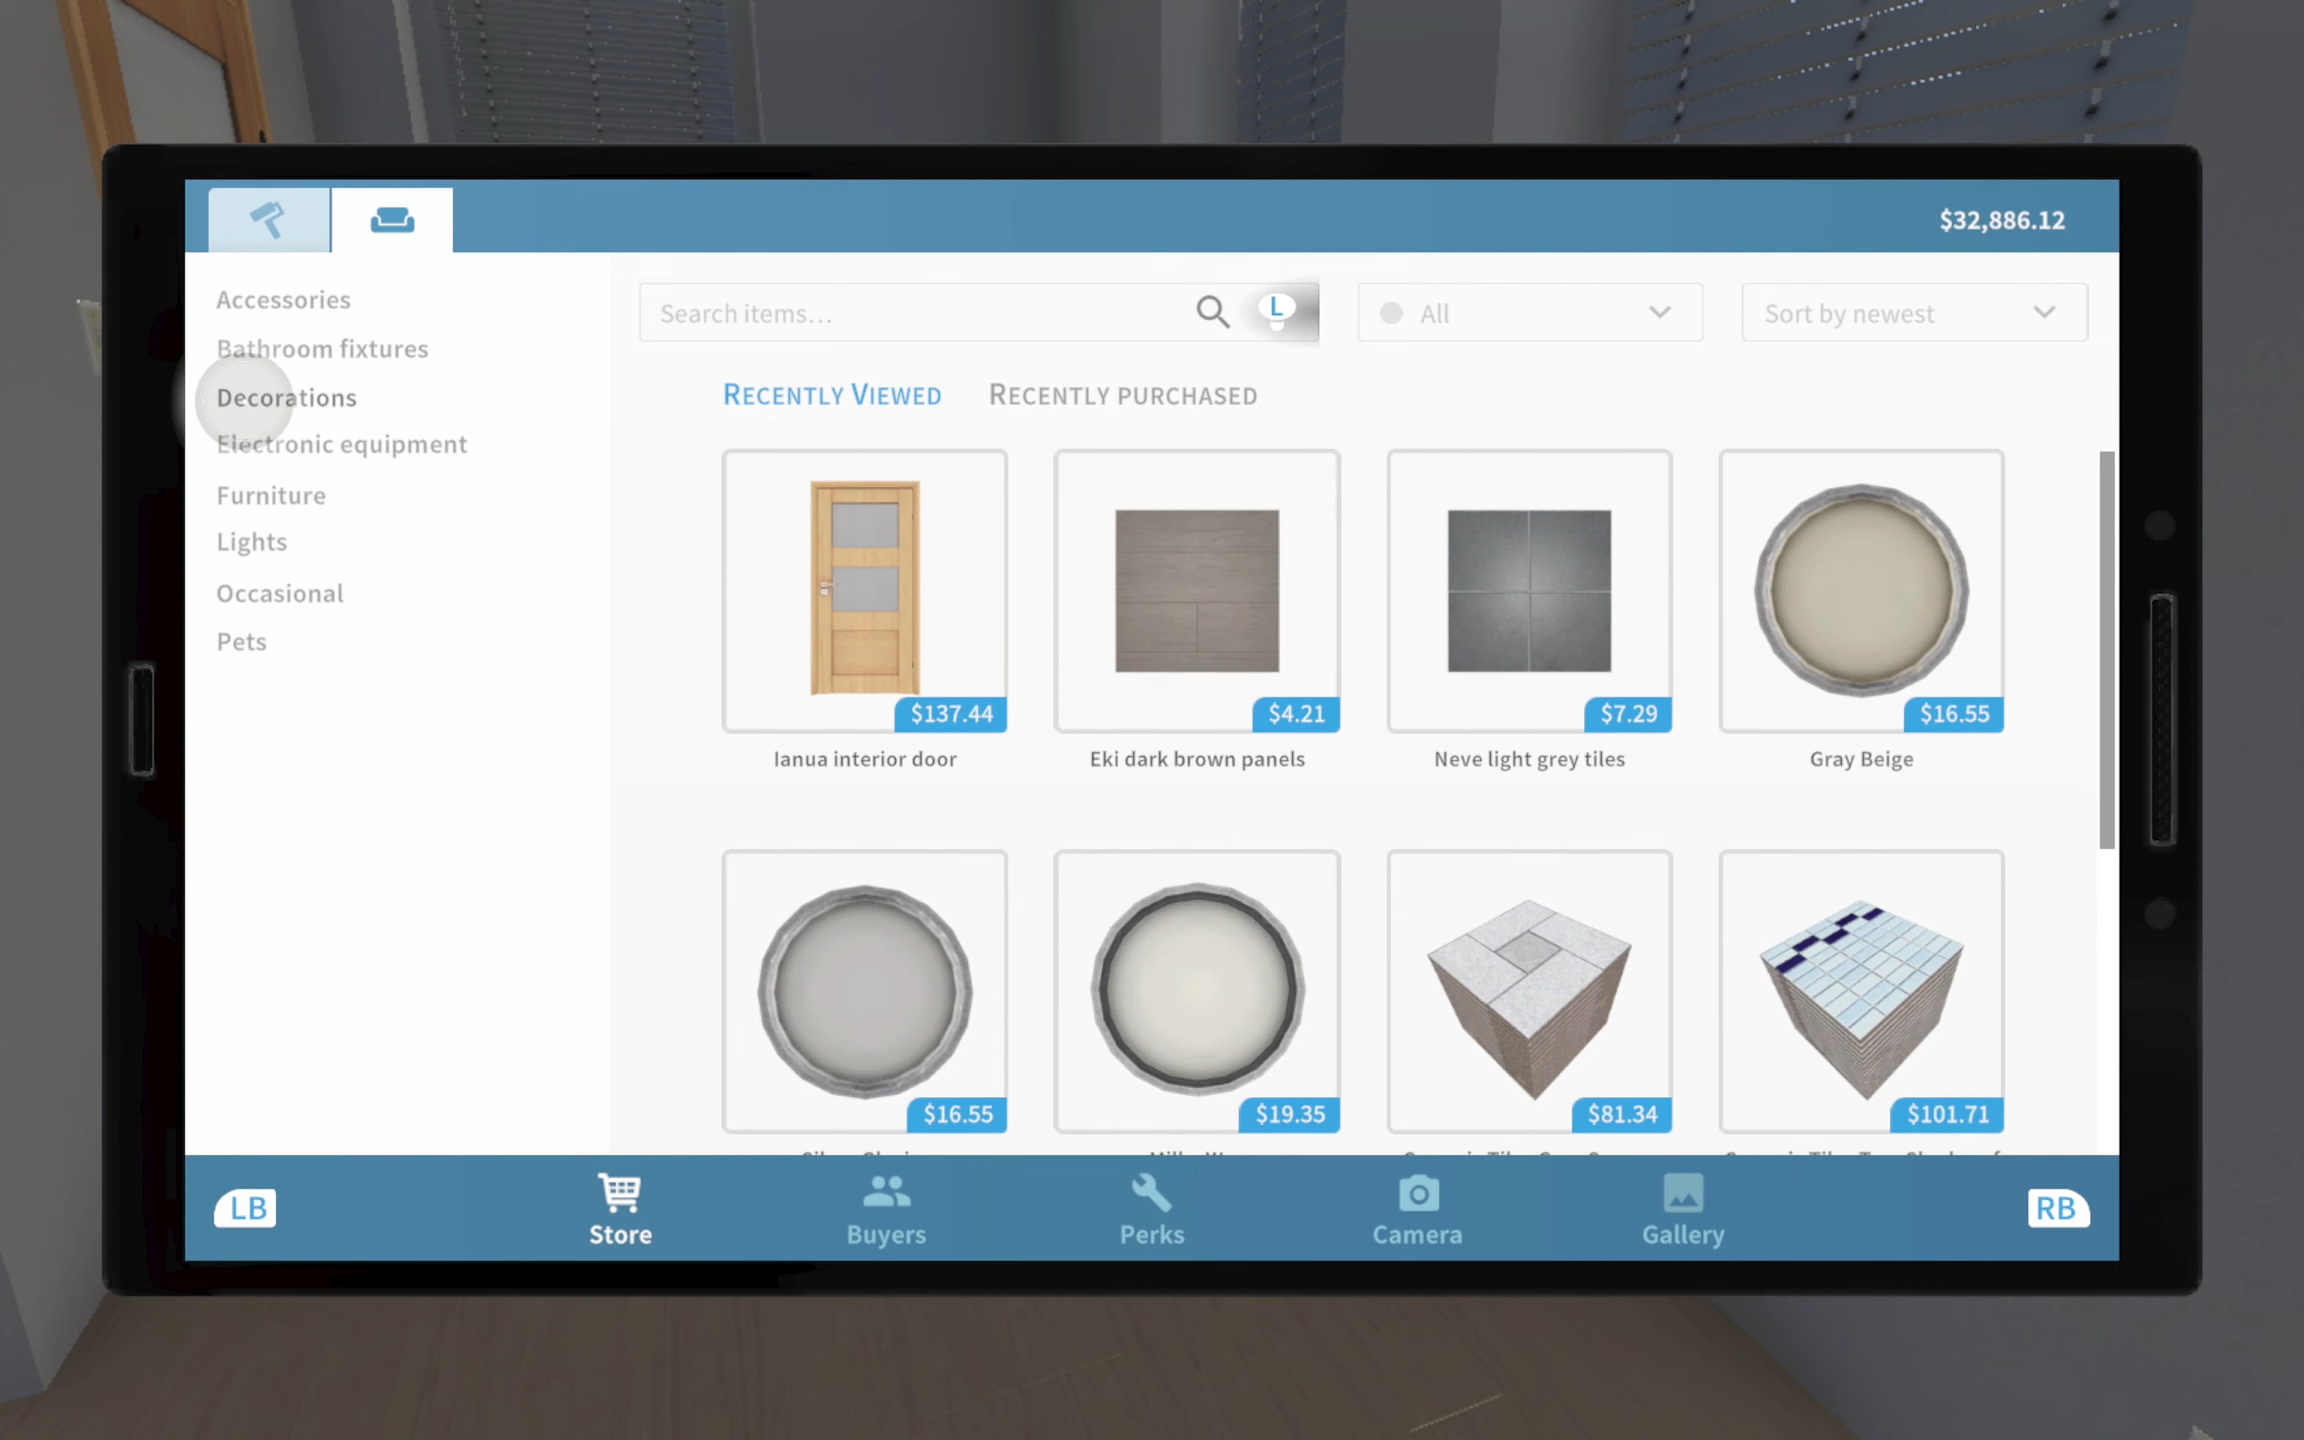 $32,886.12
Accessories
Bathroom fixtures
Decorations
Electronic equipment
Furniture
Lights
Occasional
Pets
Search items...
L
All
Sort by newest
RECENTLY VIEWED
RECENTLY PURCHASED
$137.44
$4.21
$7.29
$16.55
Ianua interior door
Eki dark brown panels
Neve light grey tiles
Gray Beige
$16.55
$19.35
$81.34
$101.71
LB
Store
Buyers
Perks
Camera
Gallery
RB